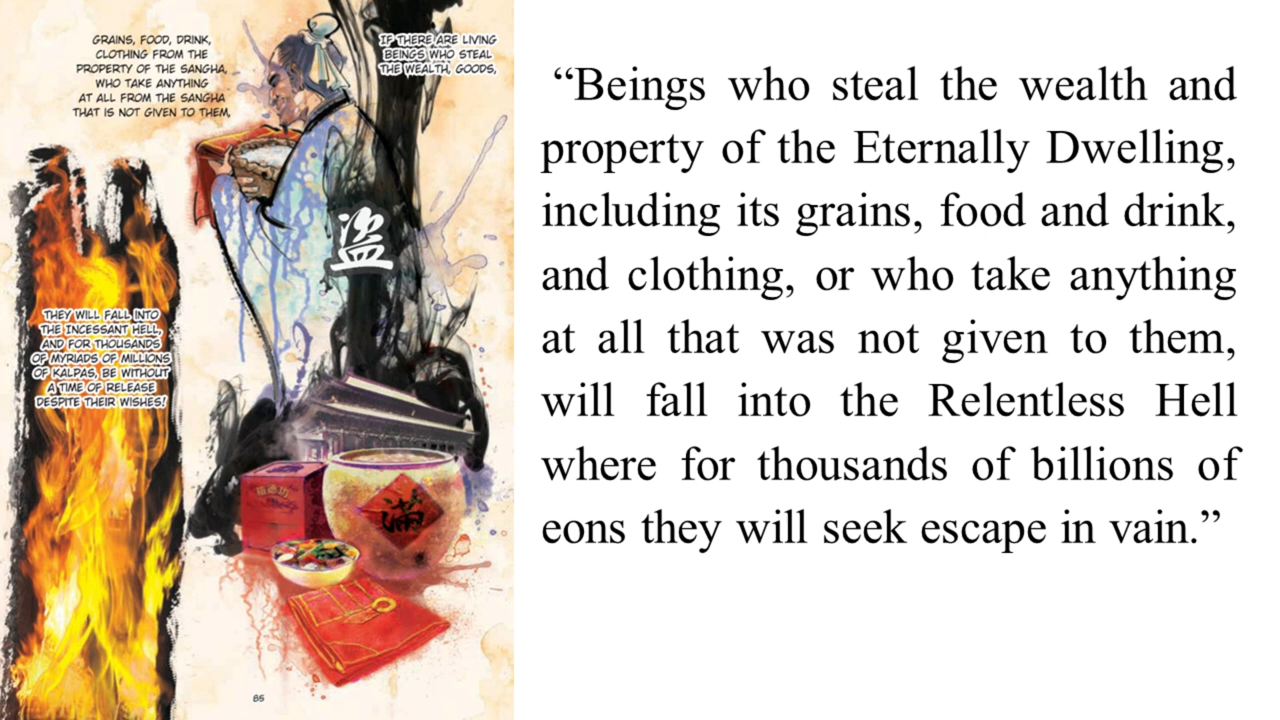 IF THERE ARE LIVING
BEINGS WHO STEAL
THE WEALTH, GOODS,
GRAINS, FOOD, DRINK,
CLOTHING FROM THE
PROPERTY OF THE SANGHA,
WHO TAKE ANYTHING
AT ALL FROM THE SANGHA
THAT IS NOT GIVEN TO THEM,
盜
THEY WILL FALL INTO
THE INCESSANT HELL,
AND FOR THOUSANDS
OF MYRIADS OF MILLIONS
OF KALPAS, BE WITHOUT
A TIME OF RELEASE
DESPITE THEIR WISHES!
滿
85
“Beings who steal the wealth and
property of the Eternally Dwelling,
including its grains, food and drink,
and clothing, or who take anything
at all that was not given to them,
will fall into the Relentless Hell
where for thousands of billions of
eons they will seek escape in vain.”